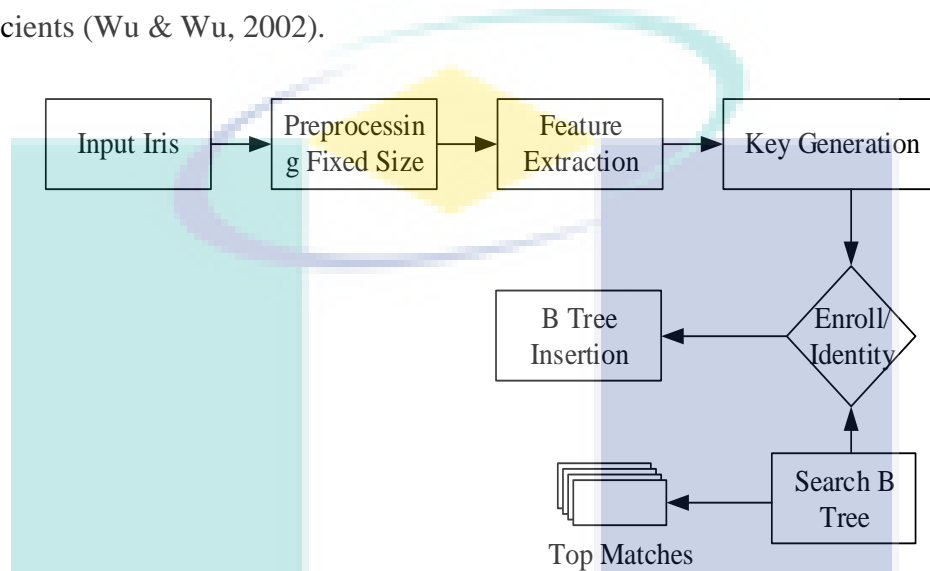 cients (Wu & Wu, 2002).
Input Iris
Preprocessin
g Fixed Size
Feature
Extraction
Key Generation
B Tree
Insertion
Enroll/
Identity
Search B
Tree
Top Matches